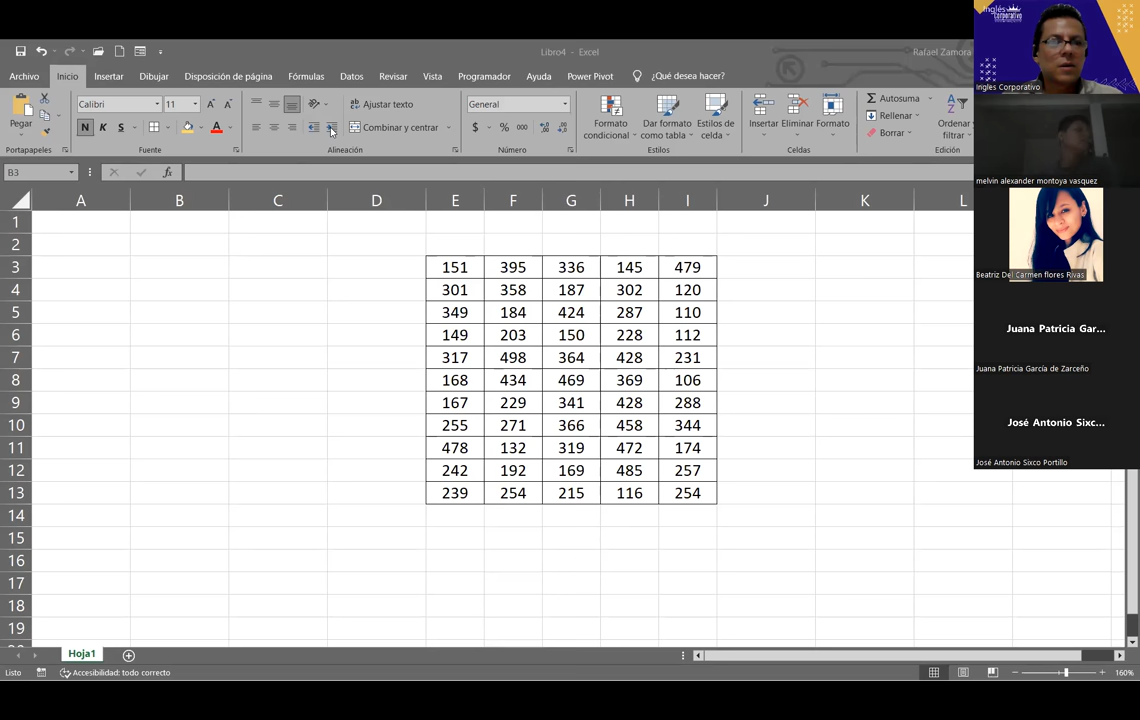 Libro4 - Excel
Rafael Zamora
Archivo Inicio Insertar Dibujar Disposición de página Fórmulas Datos Revisar Vista Programador Ayuda Power Pivot ¿Qué desea hacer?
Pegar
Calibri 11
N K S
Ajustar texto
Combinar y centrar
General
$ % 000
Formato condicional
Dar formato como tabla
Estilos de celda
Insertar Eliminar Formato
Autosuma
Rellenar
Borrar
Ordenar y filtrar
Portapapeles Fuente Alineación Número Estilos Celdas Edición
B3 fx
A B C D E F G H I J K L
1
2
3 151 395 336 145 479
4 301 358 187 302 120
5 349 184 424 287 110
6 149 203 150 228 112
7 317 498 364 428 231
8 168 434 469 369 106
9 167 229 341 428 288
10 255 271 366 458 344
11 478 132 319 472 174
12 242 192 169 485 257
13 239 254 215 116 254
14
15
16
17
18
19
Hoja1
Listo Accesibilidad: todo correcto 160%
Inglés Corporativo
Ingles Corporativo
melvin alexander montoya vasquez
Beatriz Del Carmen flores Rivas
Juana Patricia Gar...
Juana Patricia García de Zarceño
José Antonio Sixc...
José Antonio Sixco Portillo